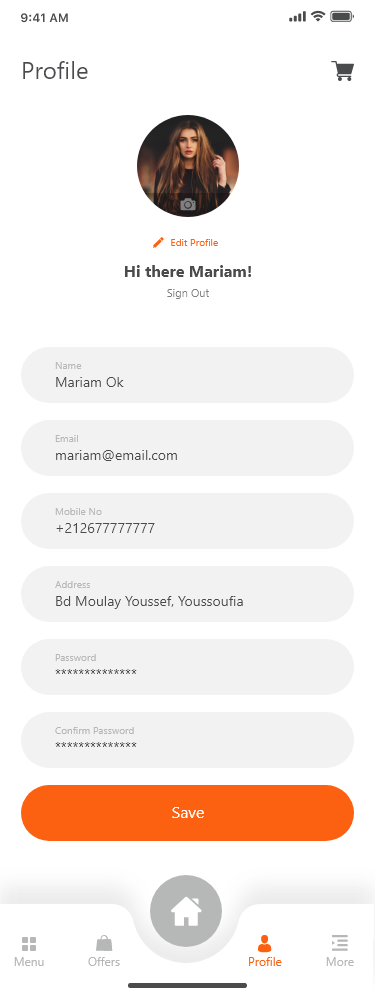 9:41 AM
Profile
Edit Profile
Hi there Mariam!
Sign Out
Name
Mariam Ok
Email
mariam@email.com
Mobile No
+212677777777
Address
Bd Moulay Youssef, Youssoufia
Password
**************
Confirm Password
**************
Save
Menu
Offers
Profile
More